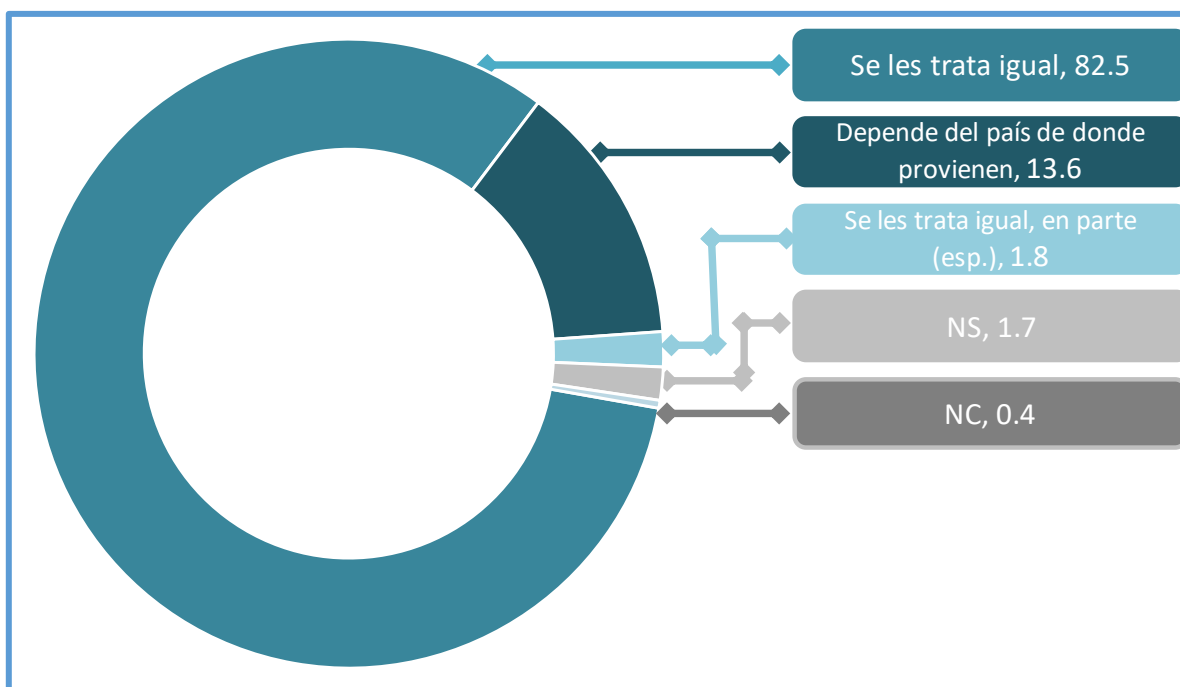 Se les trata igual, 82.5
Depende del país de donde
provienen, 13.6
Se les trata igual, en parte
(esp.), 1.8
NS, 1.7
NC, 0.4